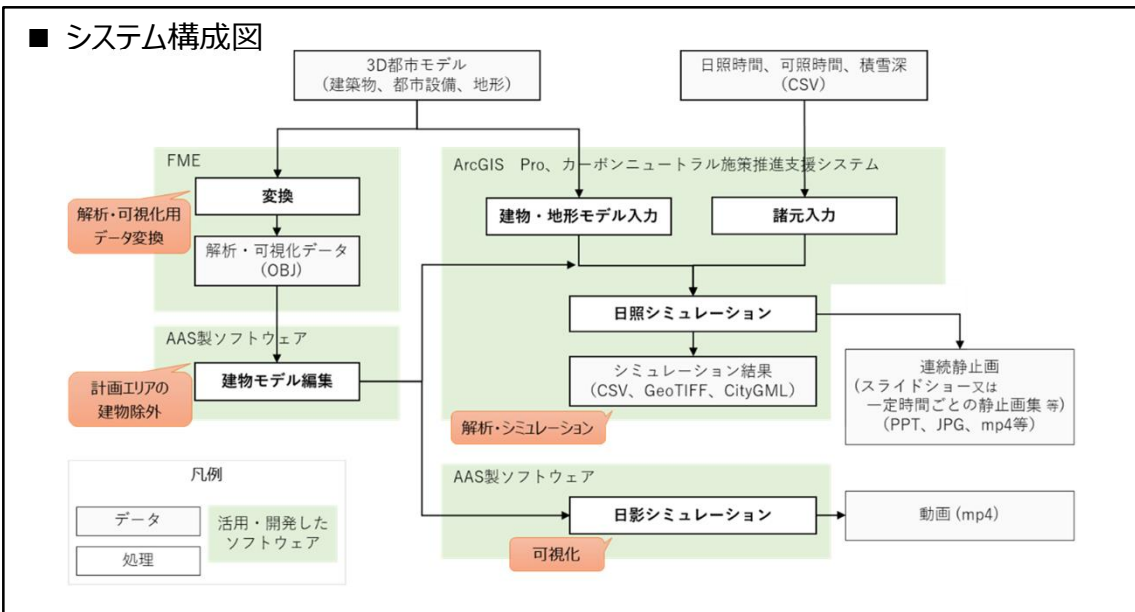 ■ システム構成図
3D都市モデル
（建築物、都市設備、地形）
日照時間、可照時間、積雪深
（CSV）
FME
変換
解析・可視化用
データ変換
解析・可視化データ
（OBJ）
ArcGIS　Pro、カーボンニュートラル施策推進支援システム
建物・地形モデル入力
諸元入力
日照シミュレーション
シミュレーション結果
（CSV、GeoTIFF、CityGML）
解析・シミュレーション
連続静止画
（スライドショー又は
一定時間ごとの静止画集 等）
（PPT、JPG、mp4等）
AAS製ソフトウェア
建物モデル編集
計画エリアの
建物除外
AAS製ソフトウェア
日影シミュレーション
可視化
動画 (mp4)
凡例
データ
処理
活用・開発した
ソフトウェア